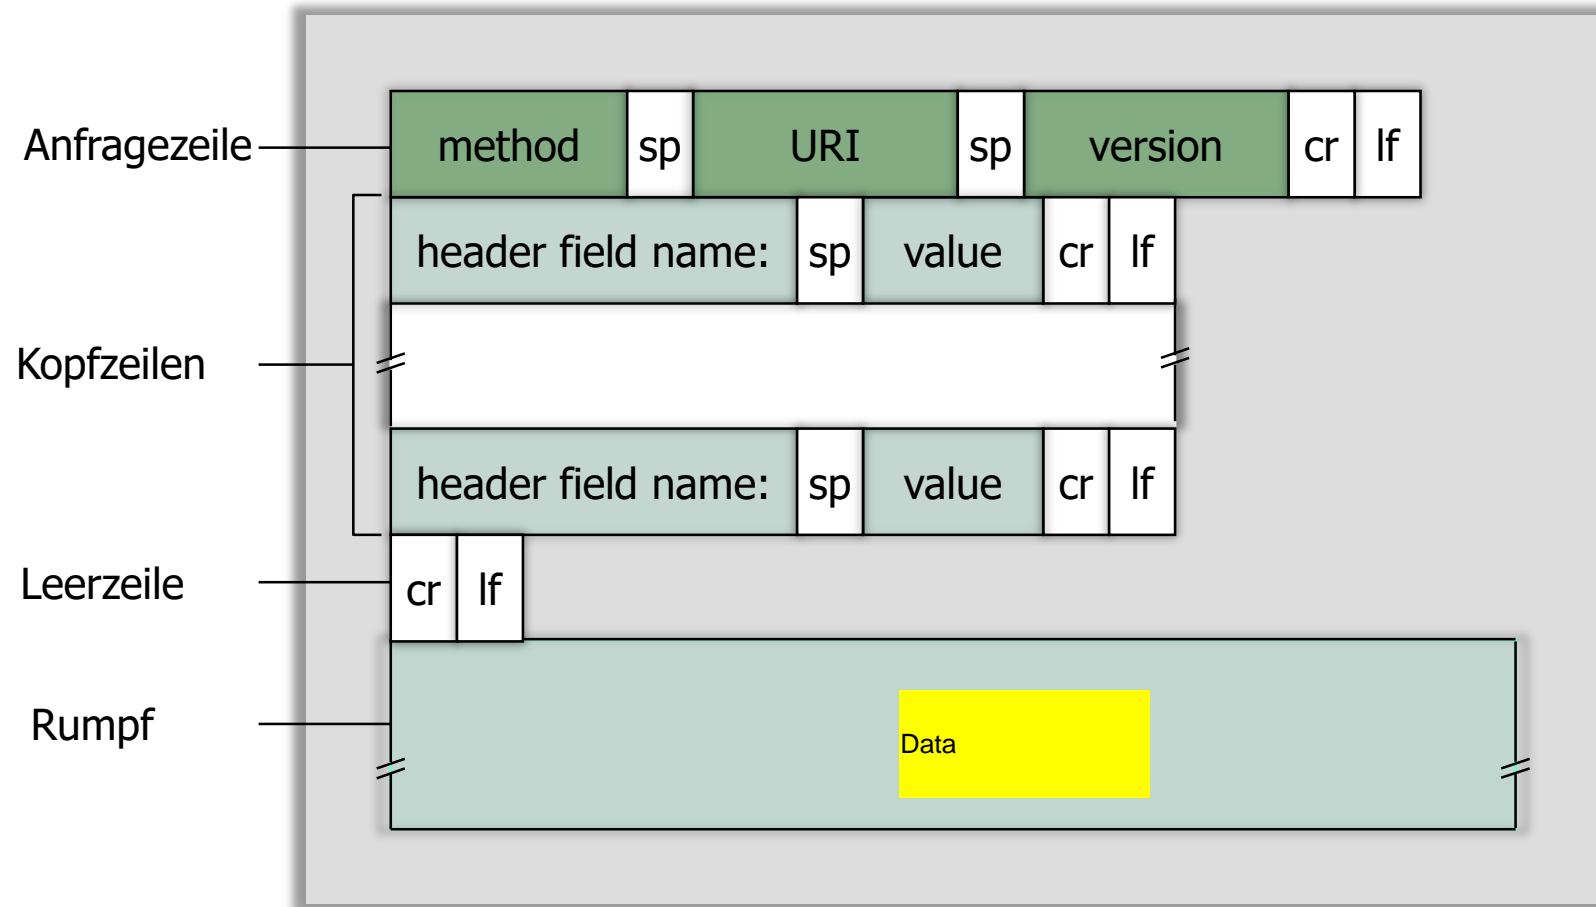 Anfragezeile method sp URI sp version cr lf
header field name: sp value cr lf
Kopfzeilen
header field name: sp value cr lf
Leerzeile cr lf
Rumpf
Data